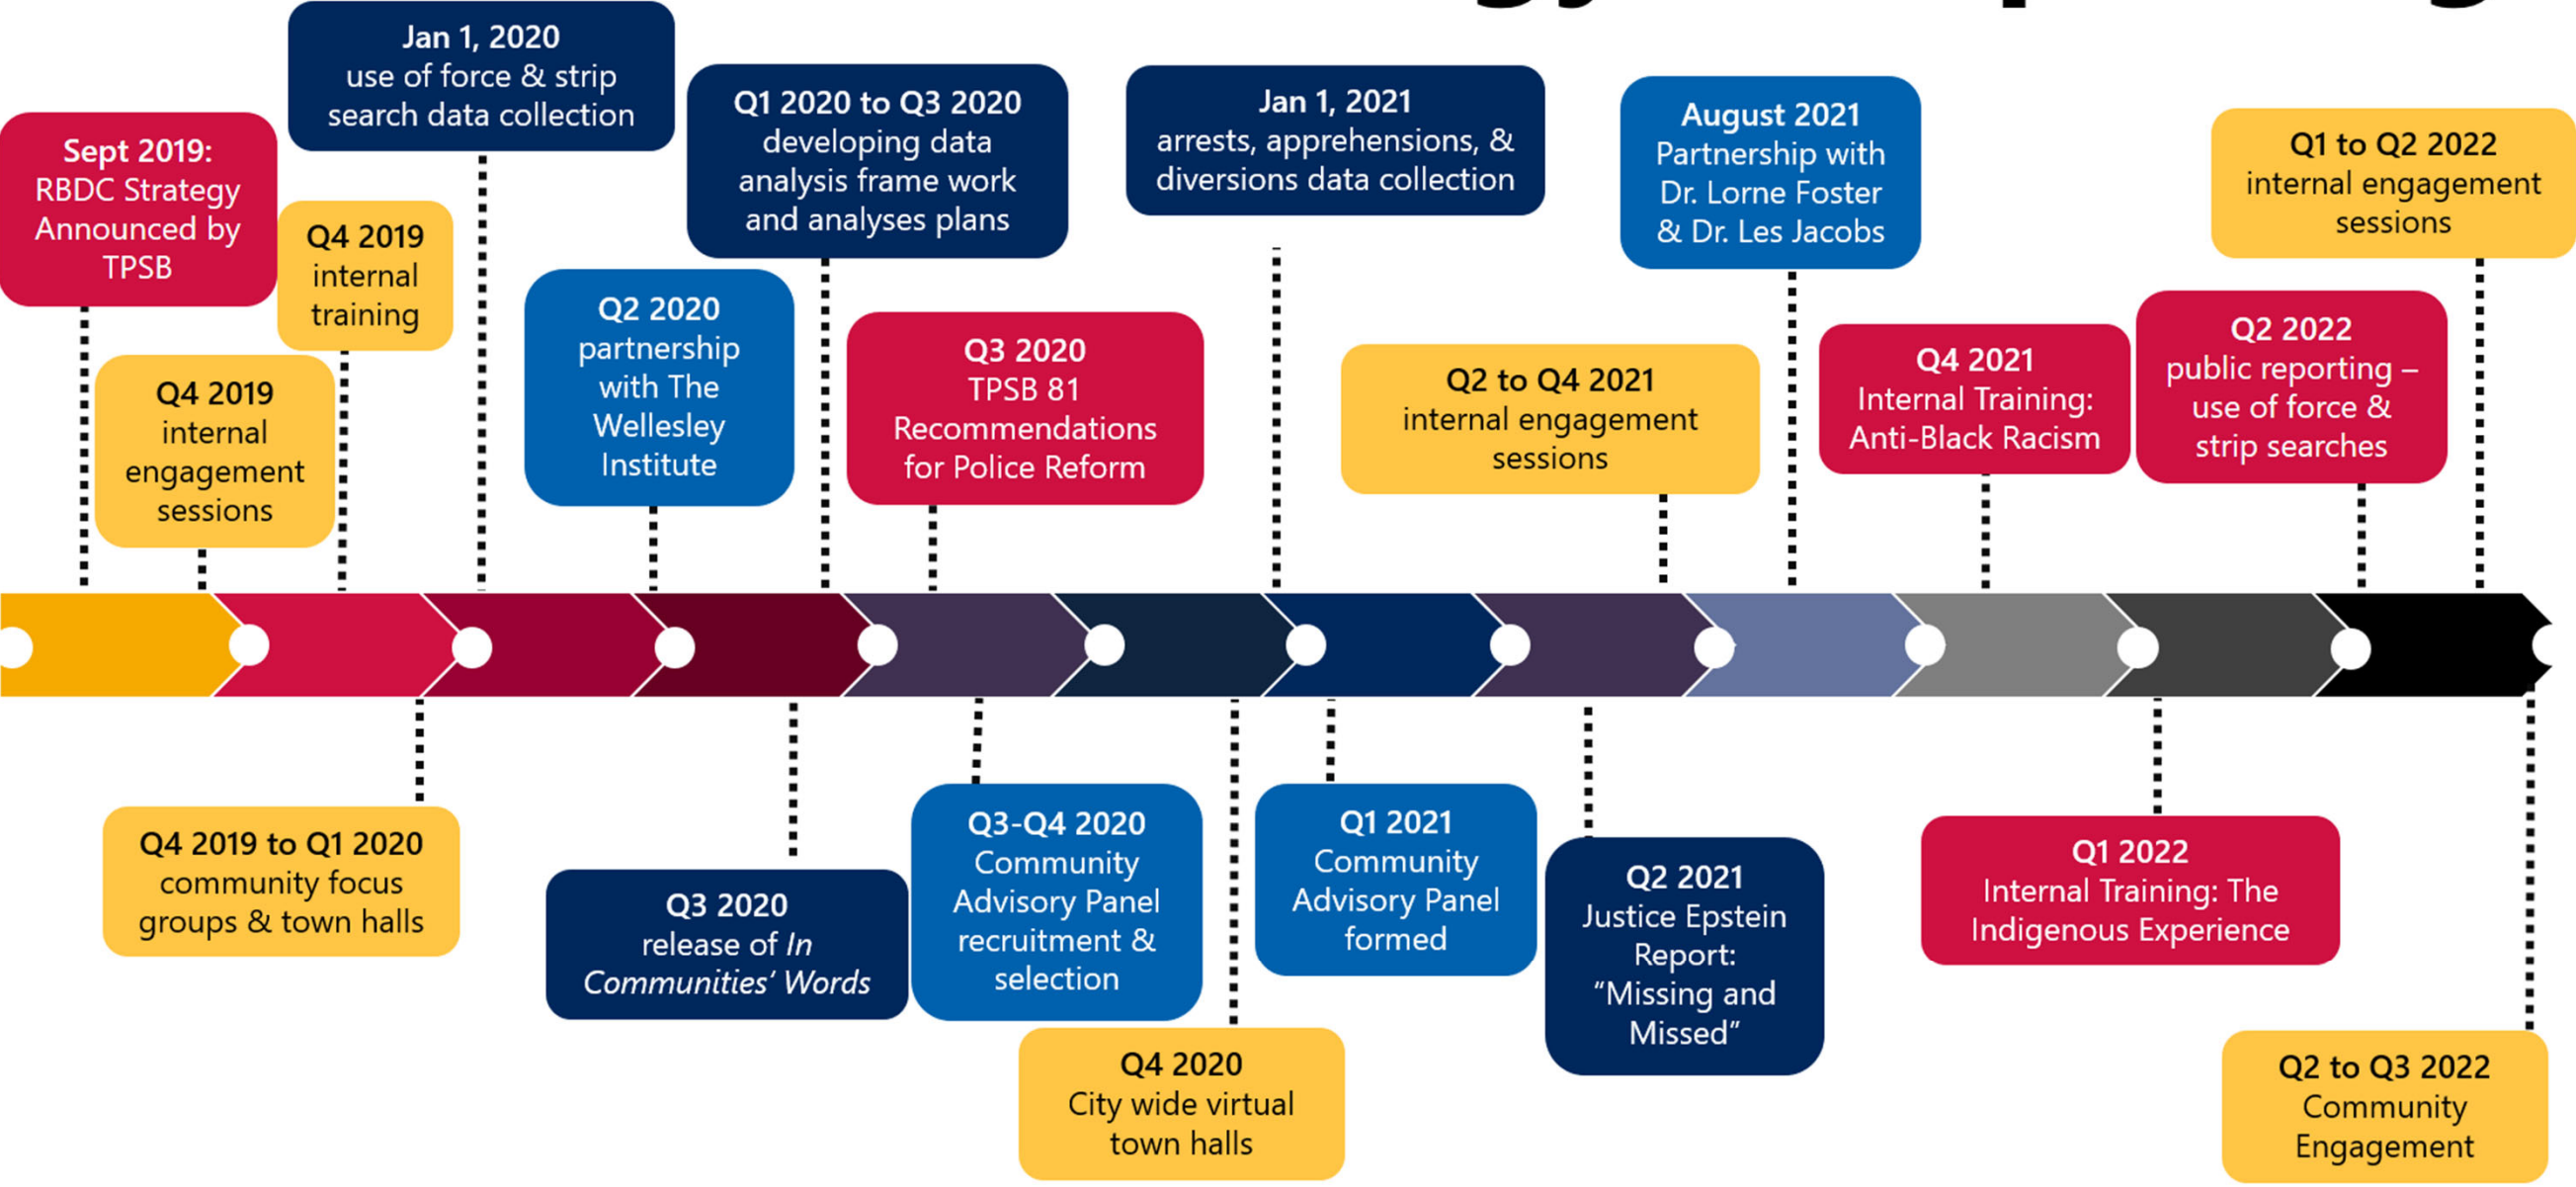 Jan 1, 2020
use of force & strip
search data collection
Sept 2019:
RBDC Strategy
Announced by
TPSB
Q4 2019
internal
training
Q4 2019
internal
engagement
sessions
Q1 2020 to Q3 2020
developing data
analysis frame work
and analyses plans
Q2 2020
partnership
with The
Wellesley
Institute
Q3 2020
TPSB 81
Recommendations
for Police Reform
Jan 1, 2021
arrests, apprehensions, &
diversions data collection
Q2 to Q4 2021
internal engagement
sessions
August 2021
Partnership with
Dr. Lorne Foster
& Dr. Les Jacobs
Q4 2021
Internal Training:
Anti-Black Racism
Q2 2022
public reporting –
use of force &
strip searches
Q1 to Q2 2022
internal engagement
sessions
Q4 2019 to Q1 2020
community focus
groups & town halls
Q3 2020
release of In
Communities’ Words
Q3-Q4 2020
Community
Advisory Panel
recruitment &
selection
Q4 2020
City wide virtual
town halls
Q1 2021
Community
Advisory Panel
formed
Q2 2021
Justice Epstein
Report:
“Missing and
Missed”
Q1 2022
Internal Training: The
Indigenous Experience
Q2 to Q3 2022
Community
Engagement